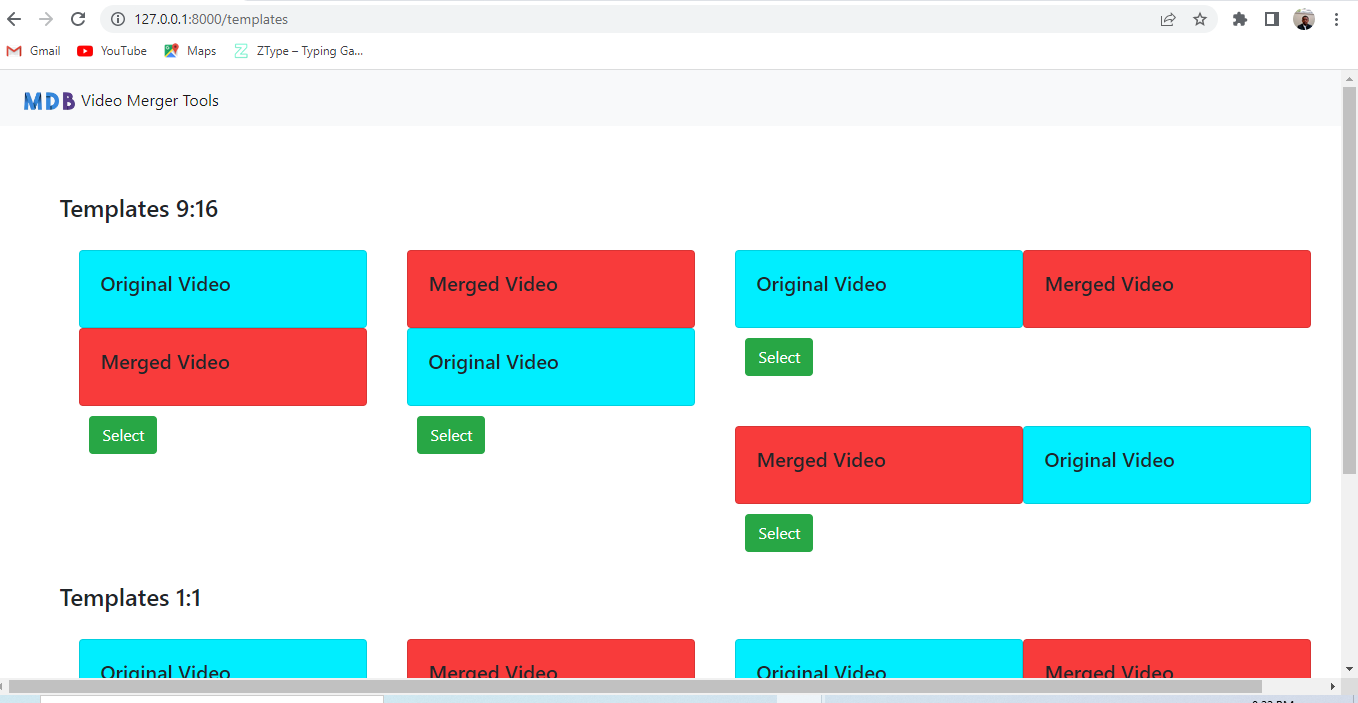 127.0.0.1:8000/templates
Gmail YouTube Maps ZType – Typing Ga...
MDB Video Merger Tools
Templates 9:16
Original Video Merged Video Original Video Merged Video
Merged Video Original Video Select
Select Select
Merged Video Original Video
Select
Templates 1:1
Original Video Merged Video Original Video Merged Video